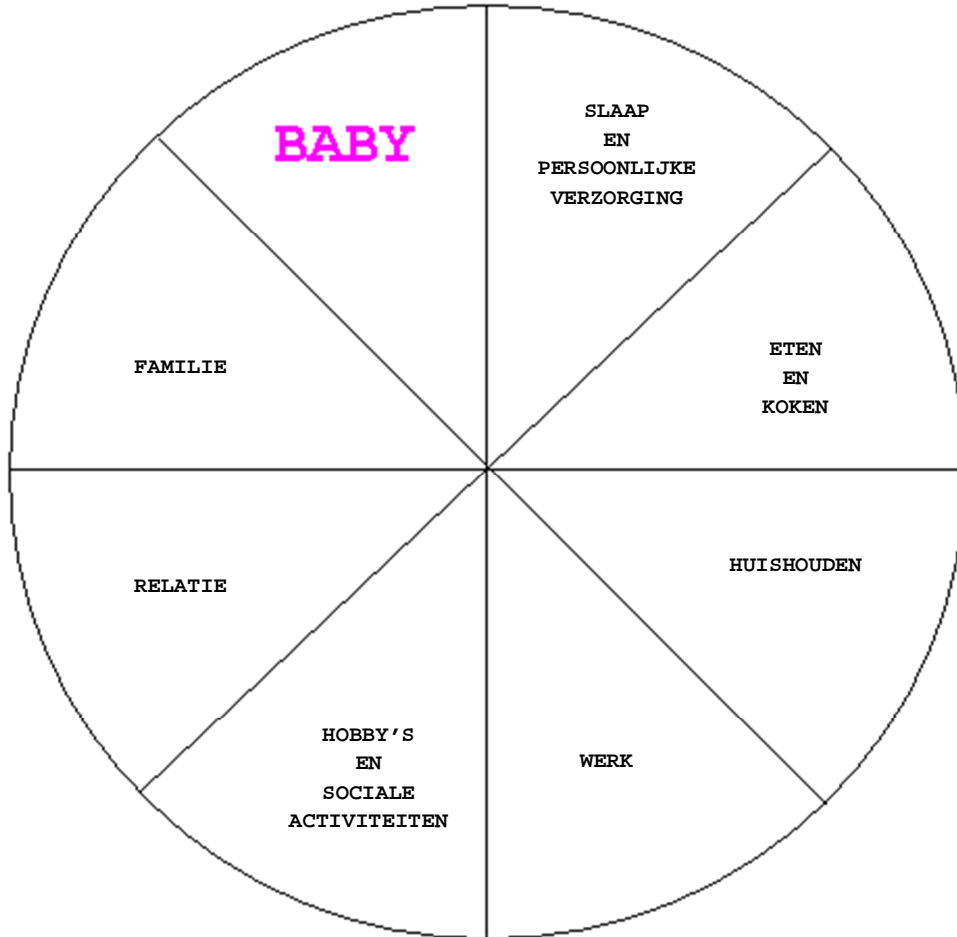 BABY
SLAAP
EN
PERSOONLIJKE
VERZORGING
FAMILIE
ETEN
EN
KOKEN
RELATIE
HUISHOUDEN
HOBBY'S
EN
SOCIALE
ACTIVITEITEN
WERK